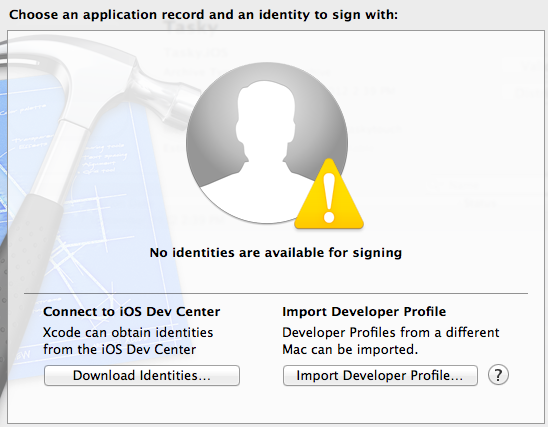 Choose an application record and an identity to sign with:
No identities are available for signing
Connect to iOS Dev Center
Xcode can obtain identities
from the iOS Dev Center
Download Identities...
Import Developer Profile
Developer Profiles from a different
Mac can be imported.
Import Developer Profile...
?